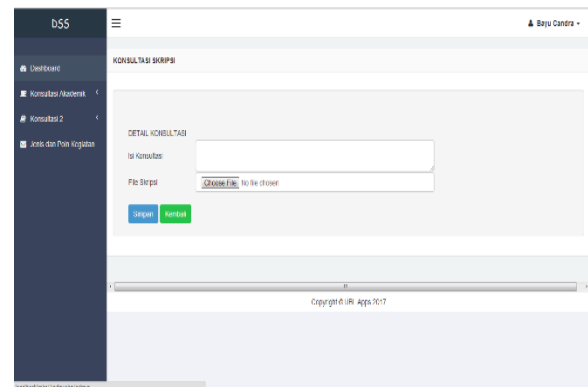 DSS
Bayu Candra
Dashboard
Konsultasi Akademik
Konsultasi 2
Jenis dan Poin Kegiatan
KONSULTASI SKRIPSI
DETAIL KONSULTASI
Isi Konsultasi
File Skripsi
Choose File No file chosen
Simpan Kembali
Copyright © UBL Apps 2017